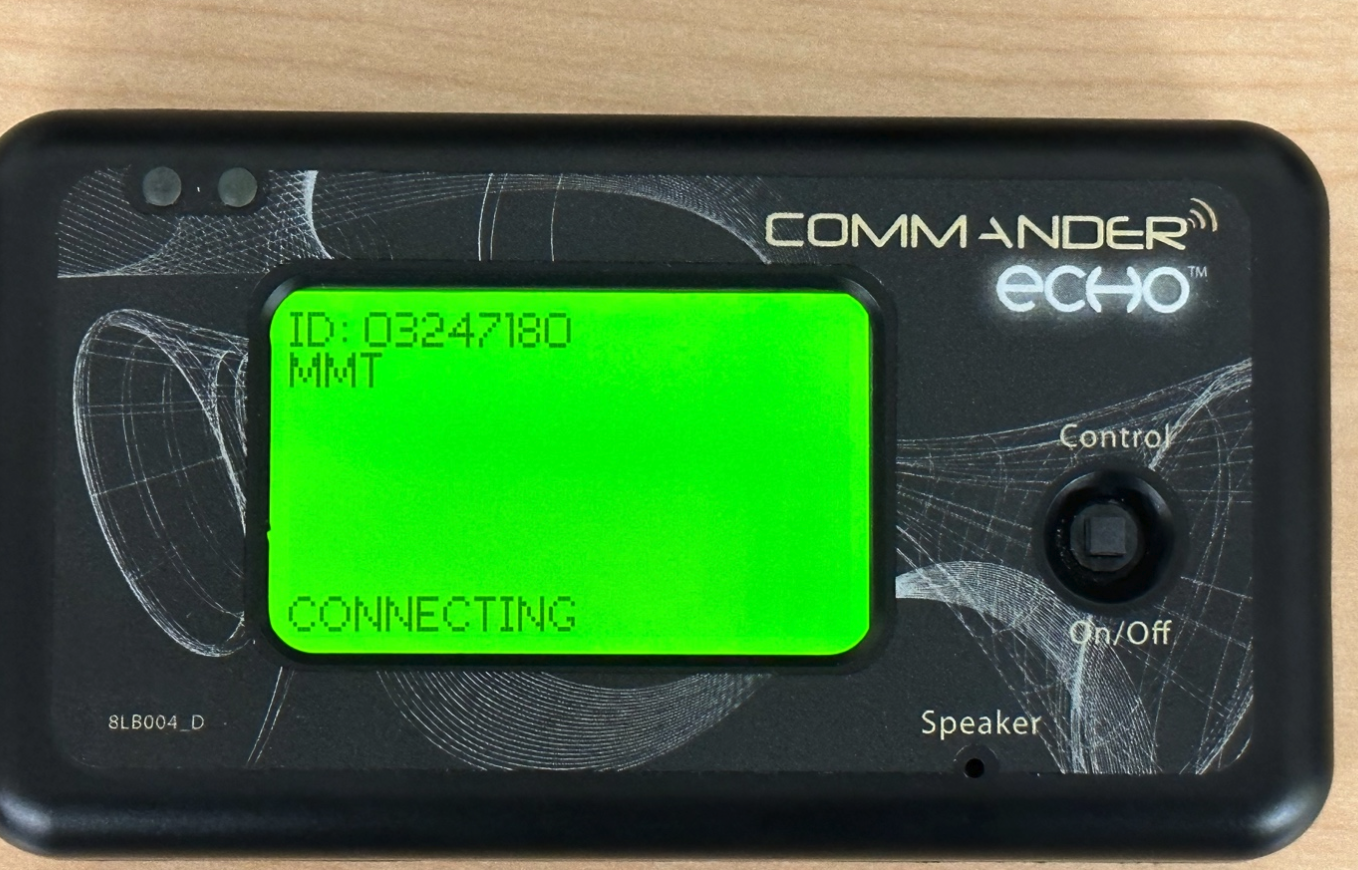 COMMANDER
ECHO™
ID: 03247180
MMT
CONNECTING
Control
On/Off
Speaker
8LB004_D